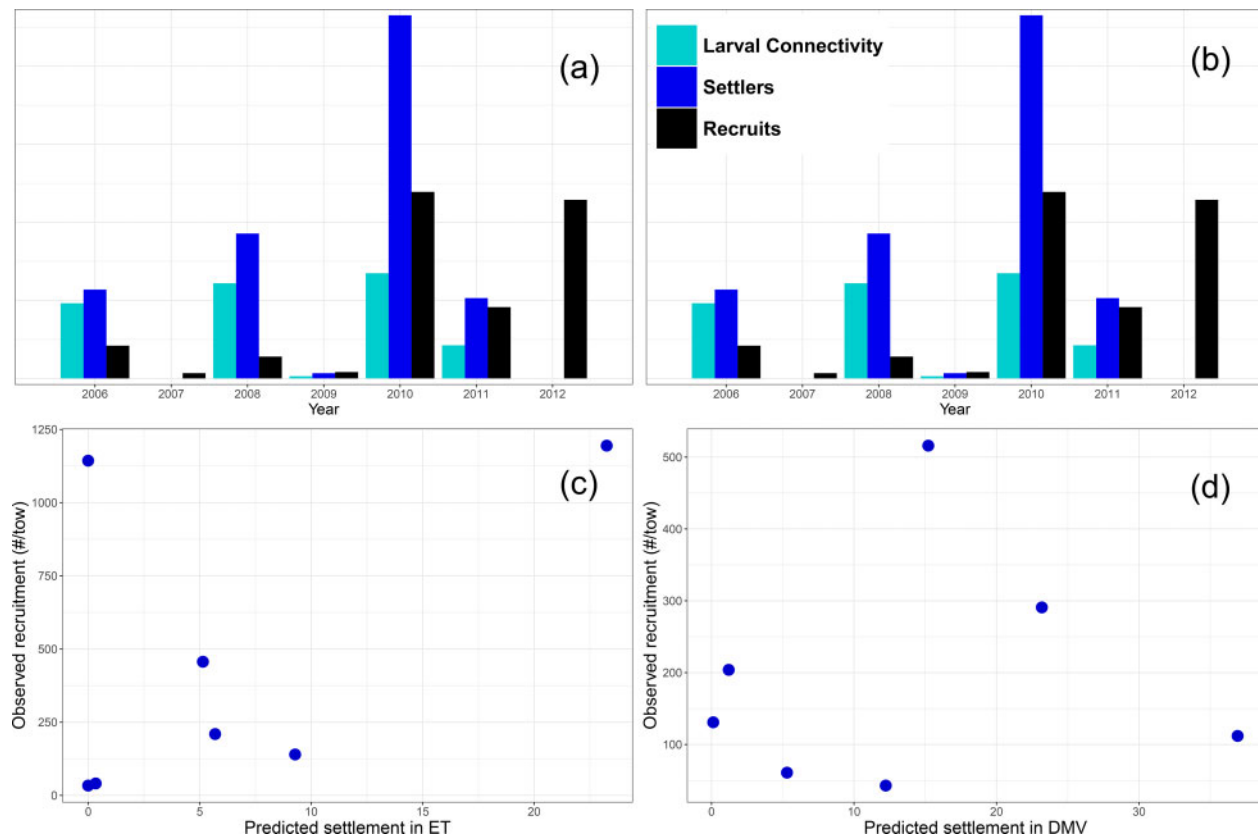 (a)
2006 2007 2008 2009 2010 2011 2012
Year
Larval Connectivity
Settlers
Recruits
(b)
2006 2007 2008 2009 2010 2011 2012
Year
1250
1000
750
500
250
0
Observed recruitment (#/tow)
(c)
0 5 10 15 20
Predicted settlement in ET
500
400
300
200
100
Observed recruitment (#/tow)
(d)
0 10 20 30
Predicted settlement in DMV